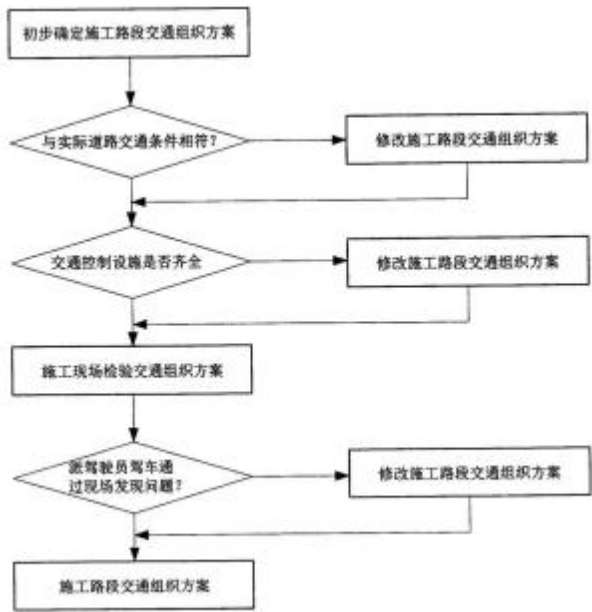 初步确定施工路段交通组织方案
与实际道路交通条件相符？
修改施工路段交通组织方案
交通控制设施是否齐全
修改施工路段交通组织方案
施工现场检验交通组织方案
派驾驶员驾车通
过现场发现问题？
修改施工路段交通组织方案
施工路段交通组织方案